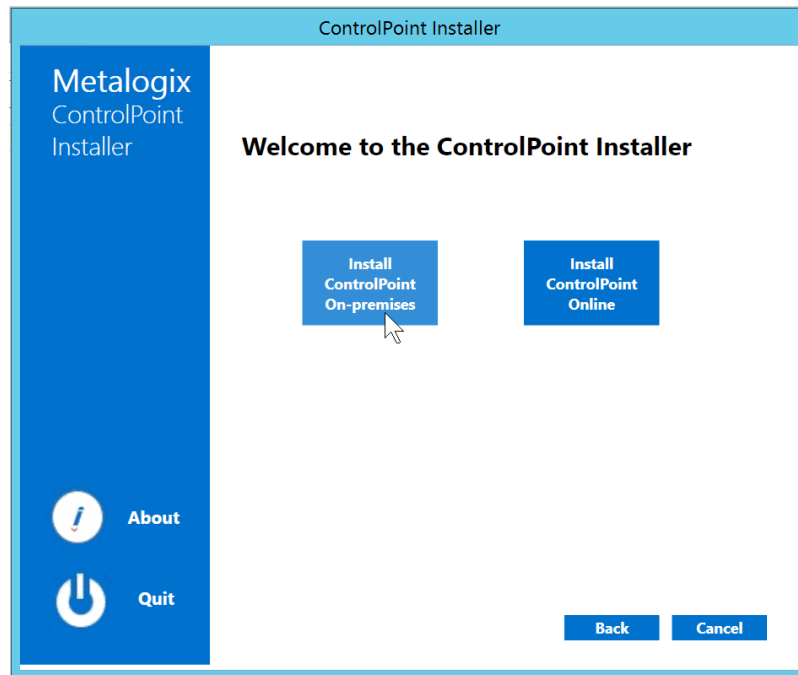 ControlPoint Installer
Metalogix
ControlPoint
Installer
Welcome to the ControlPoint Installer
Install
ControlPoint
On-premises
Install
ControlPoint
Online
About
Quit
Back
Cancel